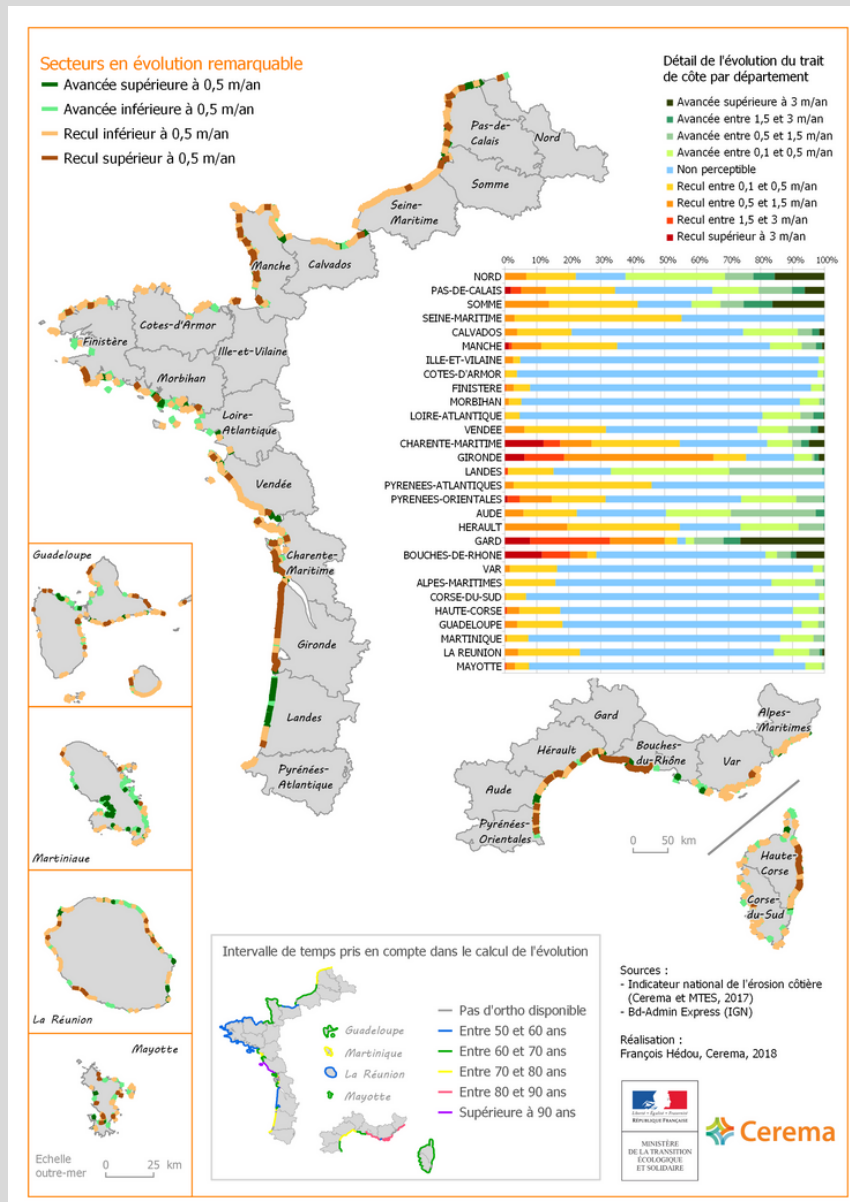 Secteurs en évolution remarquable
Avancée supérieure à 0,5 m/an
Avancée inférieure à 0,5 m/an
Recul inférieur à 0,5 m/an
Recul supérieur à 0,5 m/an
Détail de l'évolution du trait
de côte par département
Avancée supérieure à 3 m/an
Avancée entre 1,5 et 3 m/an
Avancée entre 0,5 et 1,5 m/an
Avancée entre 0,1 et 0,5 m/an
Non perceptible
Recul entre 0,1 et 0,5 m/an
Recul entre 0,5 et 1,5 m/an
Recul entre 1,5 et 3 m/an
Recul supérieur à 3 m/an
Pas-de-
Calais
Nord
Somme
Seine-
Maritime
Manche
Calvados
Finistère
Cotes-d'Armor
Ille-et-Vilaine
Morbihan
Loire-
Atlantique
Vendée
Charente-
Maritime
Gironde
Landes
Pyrénées-
Atlantique
0% 10% 20% 30% 40% 50% 60% 70% 80% 90% 100%
NORD
PAS-DE-CALAIS
SOMME
SEINE-MARITIME
CALVADOS
MANCHE
ILLE-ET-VILAINE
COTES-D'ARMOR
FINISTERE
MORBIHAN
LOIRE-ATLANTIQUE
VENDEE
CHARENTE-MARITIME
GIRONDE
LANDES
PYRENEES-ATLANTIQUES
PYRENEES-ORIENTALES
AUDE
HERAULT
GARD
BOUCHES-DE-RHONE
VAR
ALPES-MARITIMES
CORSE-DU-SUD
HAUTE-CORSE
GUADELOUPE
MARTINIQUE
LA REUNION
MAYOTTE
Guadeloupe
Martiniaue
La Réunion
Mayotte
Echelle
outre-mer
0 25 km
Gard
Alpes-
Maritimes
Hérault
Bouches-
du-Rhône
Var
Aude
Pyrénées-
Orientales
0 50 km
Haute-
Corse
Corse-
du-Sud
Intervalle de temps pris en compte dans le calcul de l'évolution
Guadeloupe
Martinique
La Réunion
Mayotte
Pas d'ortho disponible
Entre 50 et 60 ans
Entre 60 et 70 ans
Entre 70 et 80 ans
Entre 80 et 90 ans
Supérieure à 90 ans
Sources :
- Indicateur national de l'érosion côtière
(Cerema et MTES, 2017)
- Bd-Admin Express (IGN)
Réalisation :
François Hédou, Cerema, 2018
Liberté • Égalité • Fraternité
RÉPUBLIQUE FRANÇAISE
MINISTÈRE
DE LA TRANSITION
ÉCOLOGIQUE
ET SOLIDAIRE
Cerema